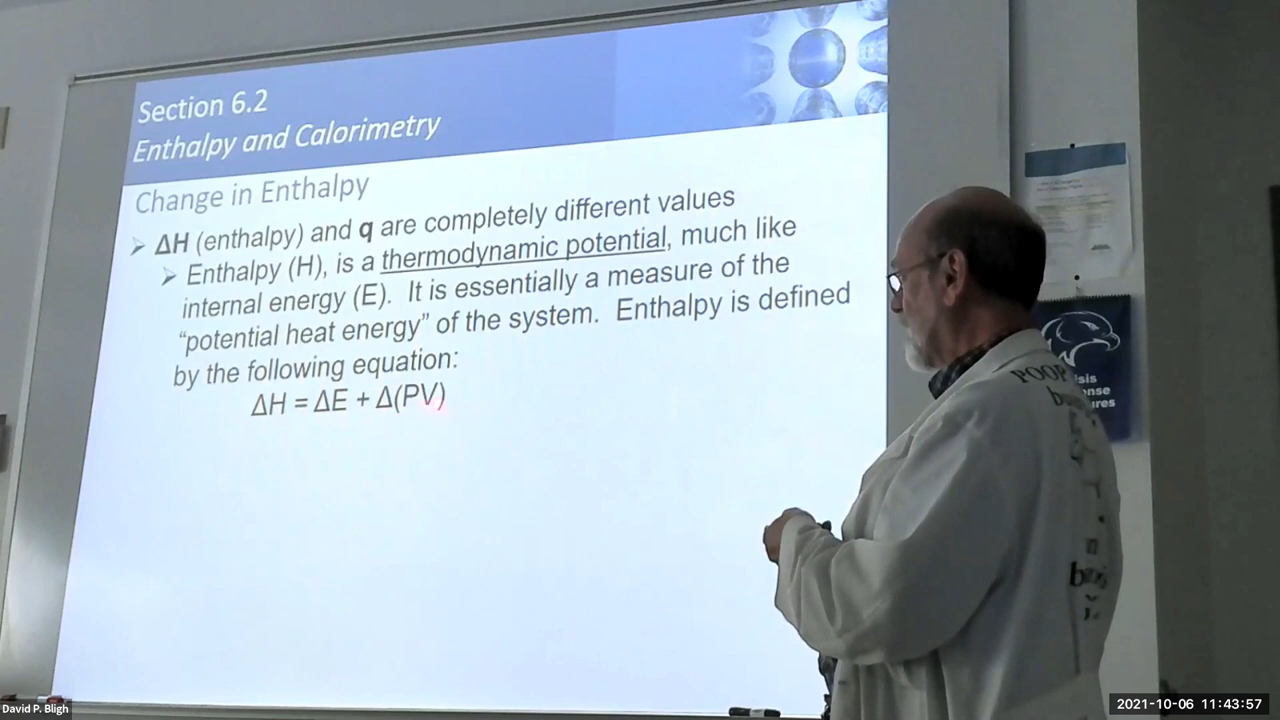 Section 6.2
Enthalpy and Calorimetry
Change in Enthalpy
➢ ΔH (enthalpy) and q are completely different values
➢ Enthalpy (H), is a thermodynamic potential, much like
internal energy (E). It is essentially a measure of the
“potential heat energy” of the system. Enthalpy is defined
by the following equation:
ΔH = ΔE + Δ(PV)
POOP
David P. Bligh
2021-10-06 11:43:57